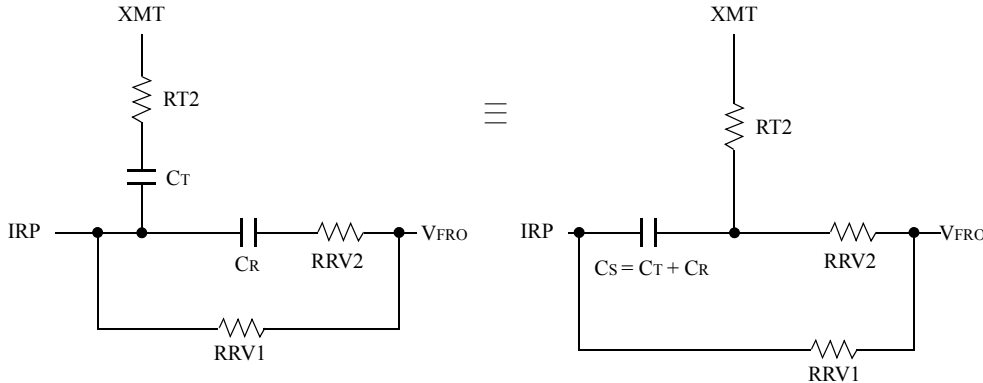 XMT
RT2
CT
IRP
CR
RRV2
VFRO
RRV1
≡
XMT
RT2
IRP
CS = CT + CR
RRV2
VFRO
RRV1